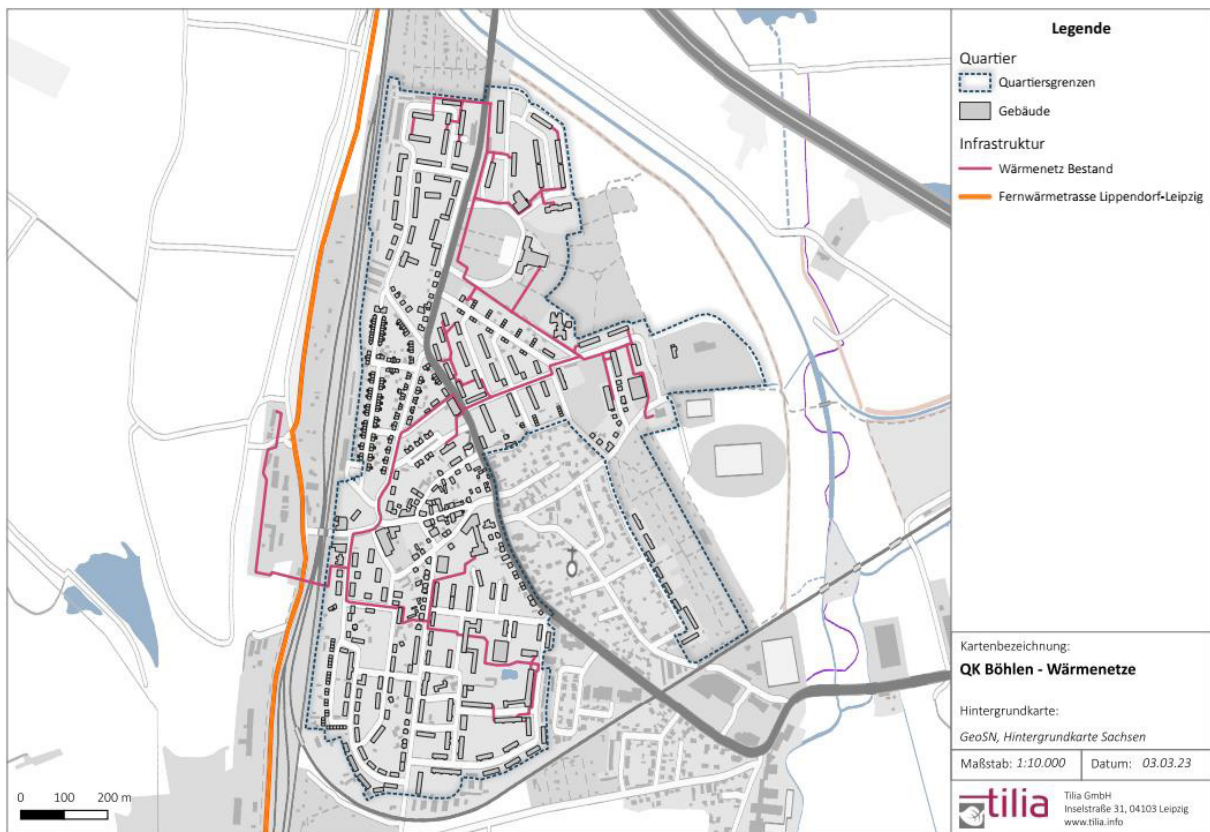 Legende
Quartier
Quartiersgrenzen
Gebäude
Infrastruktur
Wärmenetz Bestand
Fernwärmetrasse Lippendorf-Leipzig
Kartenbezeichnung:
QK Böhlen - Wärmenetze
Hintergrundkarte:
GeoSN, Hintergrundkarte Sachsen
Maßstab: 1:10.000
Datum: 03.03.23
tilia
Tilia GmbH
Inselstraße 31, 04103 Leipzig
www.tilia.info
0 100 200 m